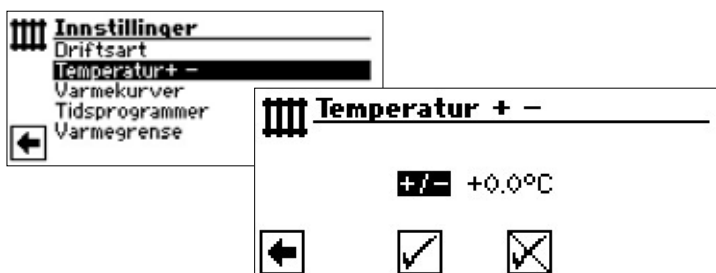 Innstillinger
Driftsart
Temperatur+ -
Varmekurver
Tidsprogrammer
Varmegrense
Temperatur + -
+/- +0.0°C